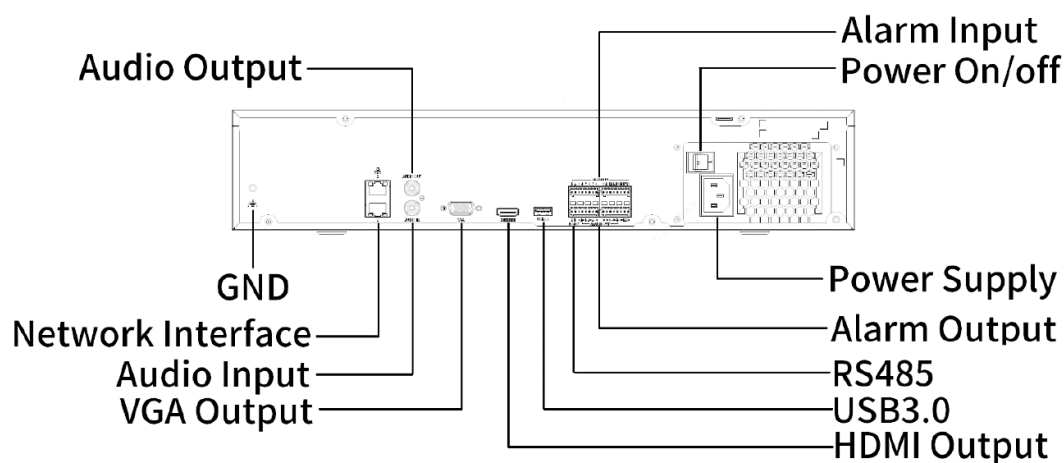 Alarm Input
Audio Output
Power On/off
GND
Power Supply
Network Interface
Alarm Output
Audio Input
RS485
VGA Output
USB3.0
HDMI Output